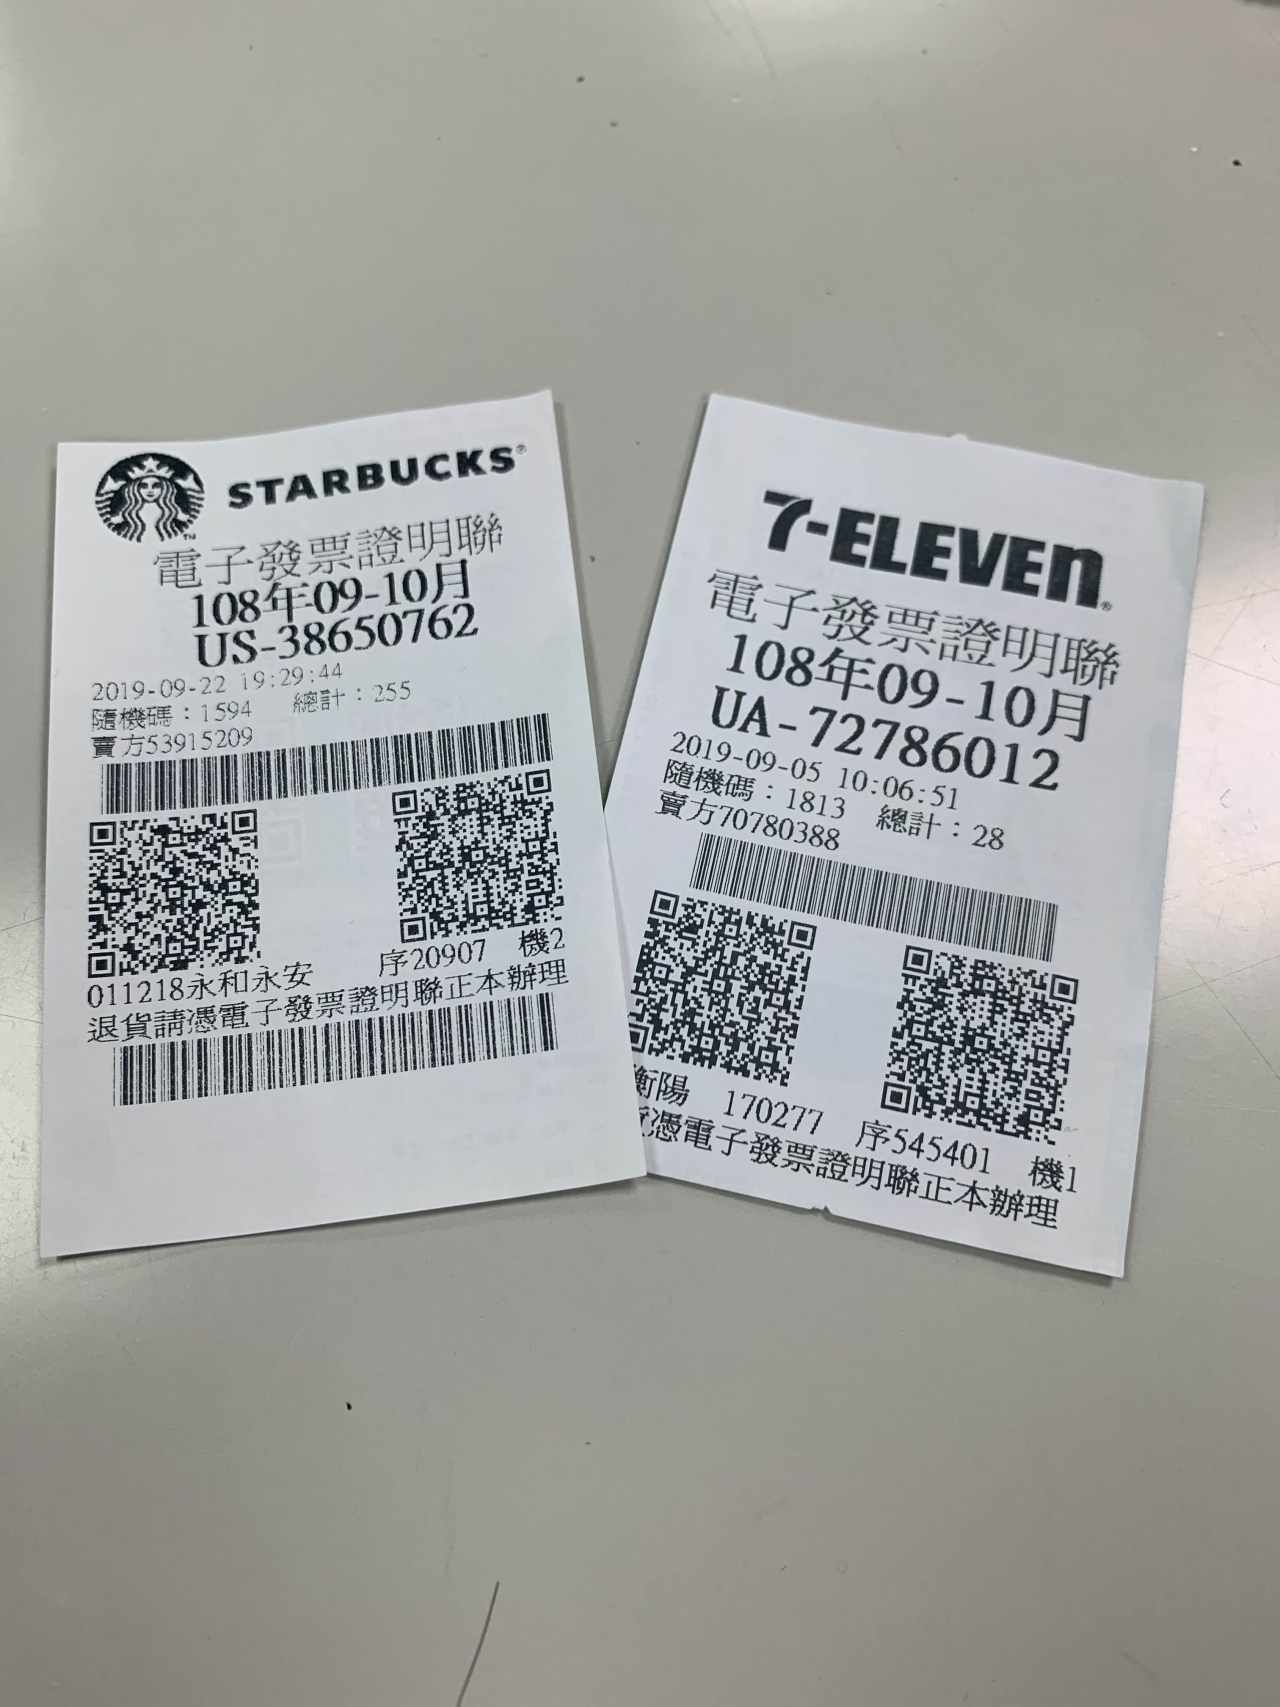 STARBUCKS®
電子發票證明聯
108年09-10月
US-38650762
2019-09-22 19:29:44
隨機碼：1594 總計：255
賣方53915209
011218永和永安 序20907 機2
退貨請憑電子發票證明聯正本辦理
7-ELEVEn®
電子發票證明聯
108年09-10月
UA-72786012
2019-09-05 10:06:51
隨機碼：1813 總計：28
賣方70780388
衡陽 170277 序545401 機1
憑電子發票證明聯正本辦理